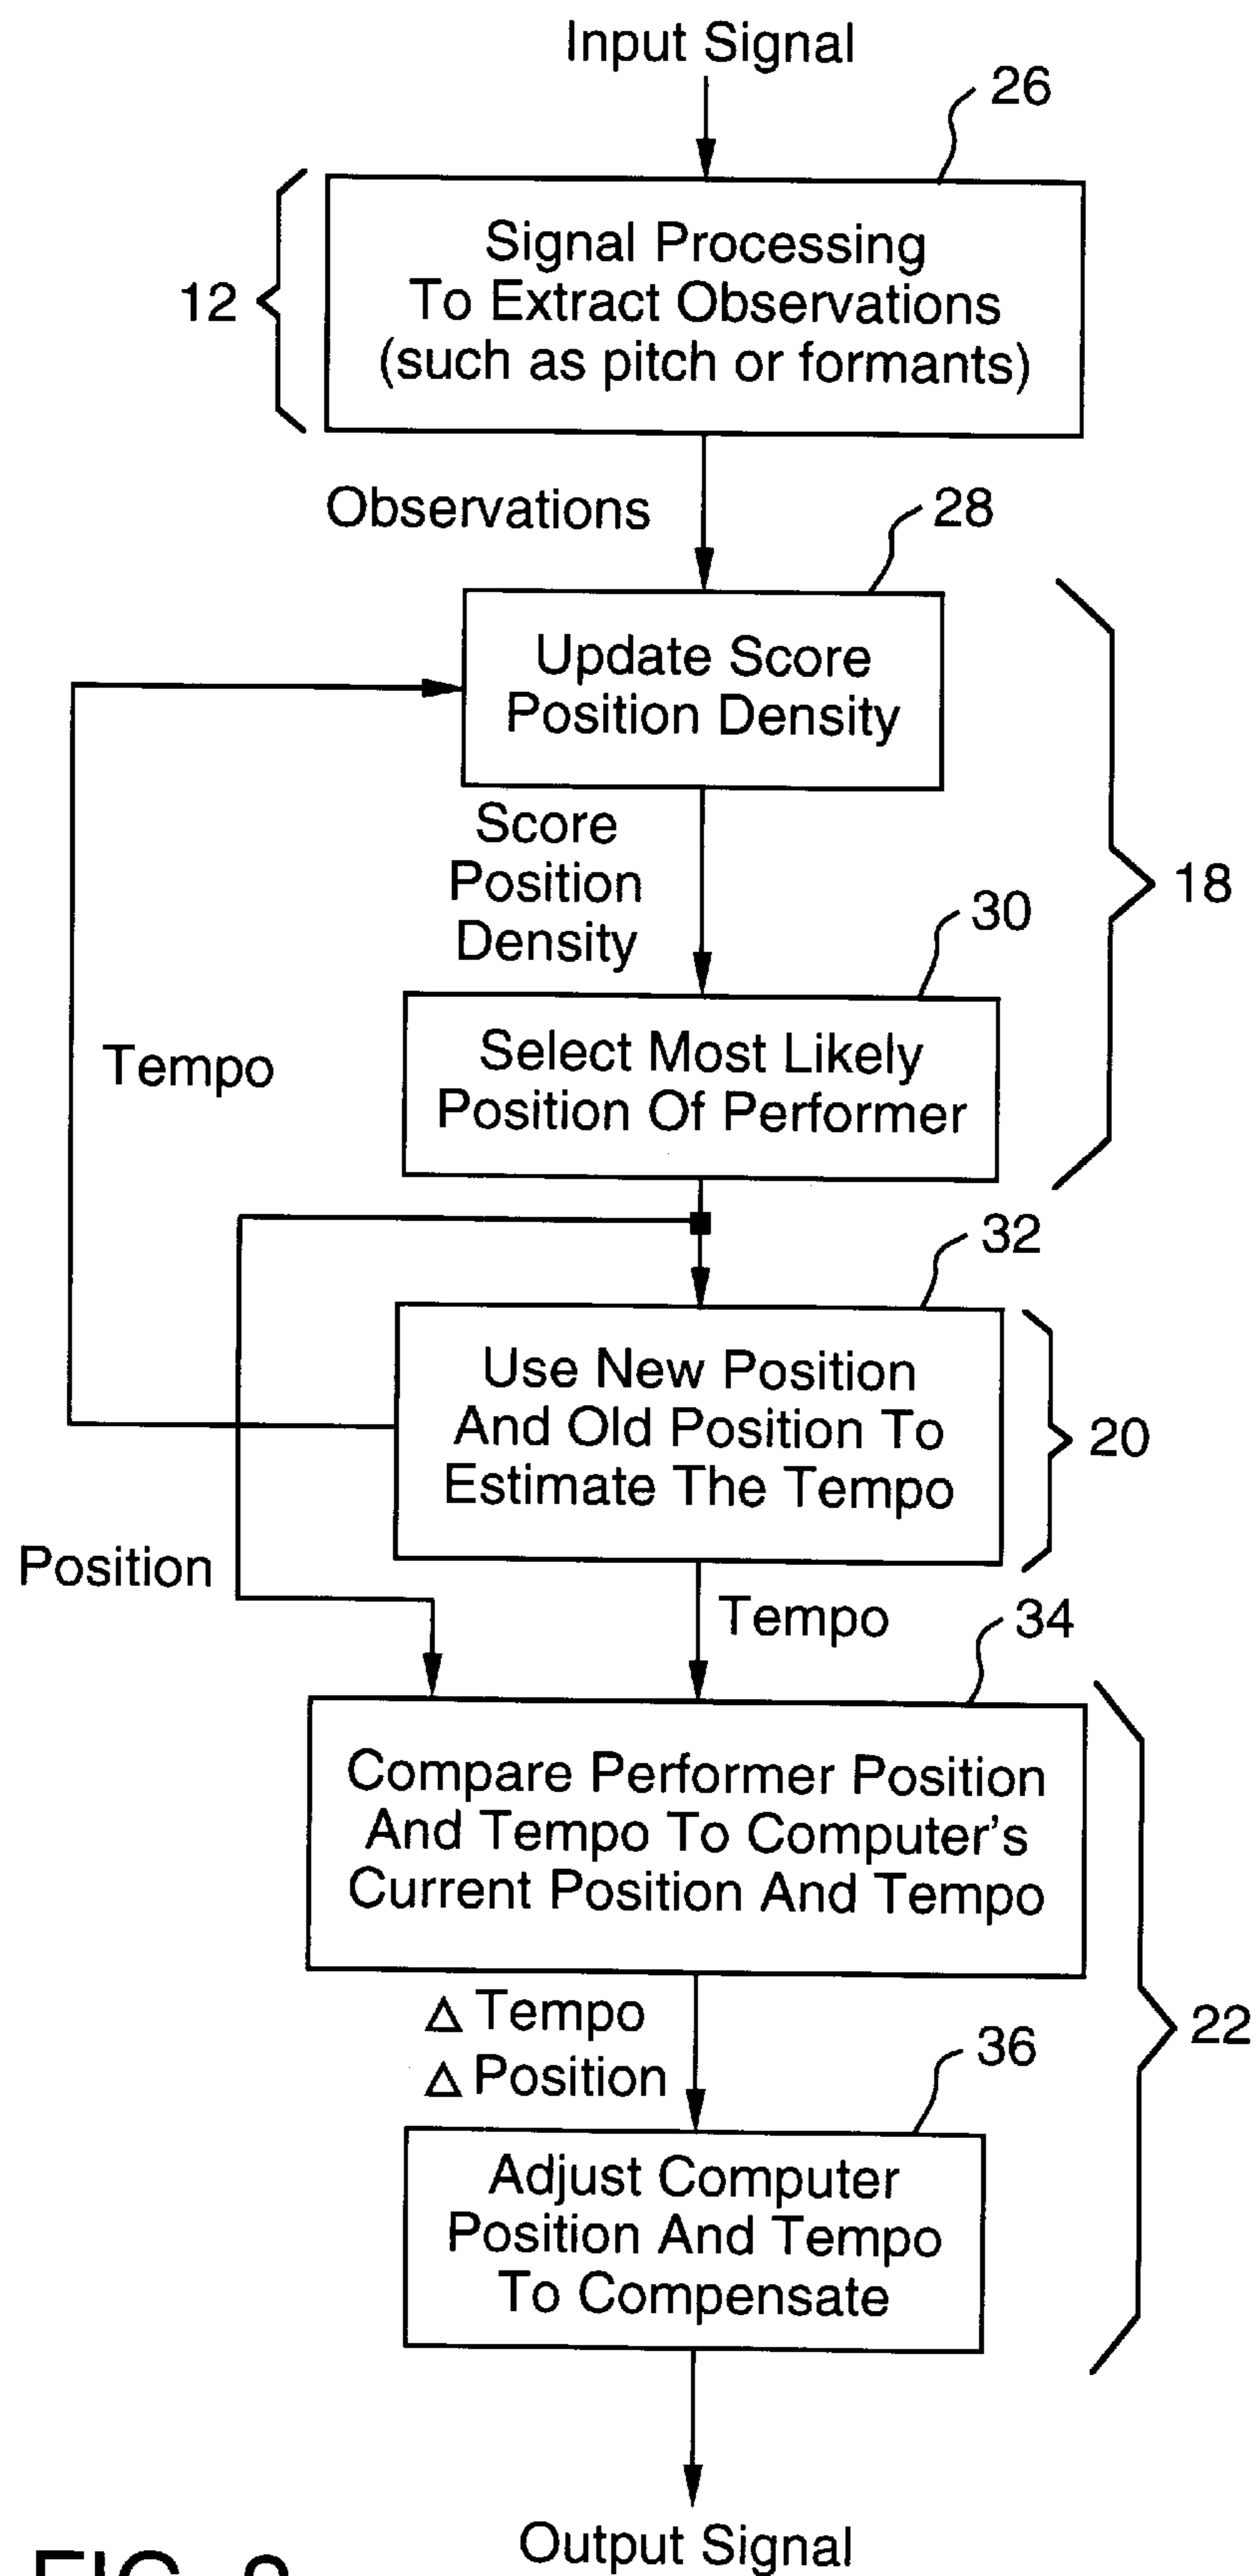 Input Signal
26
Signal Processing
To Extract Observations
(such as pitch or formants)
12
Observations
28
Update Score
Position Density
Score
Position
Density
18
30
Tempo
Select Most Likely
Position Of Performer
32
Use New Position
And Old Position To
Estimate The Tempo
20
Position
Tempo
34
Compare Performer Position
And Tempo To Computer's
Current Position And Tempo
△ Tempo
△ Position
22
36
Adjust Computer
Position And Tempo
To Compensate
Output Signal
FIG.